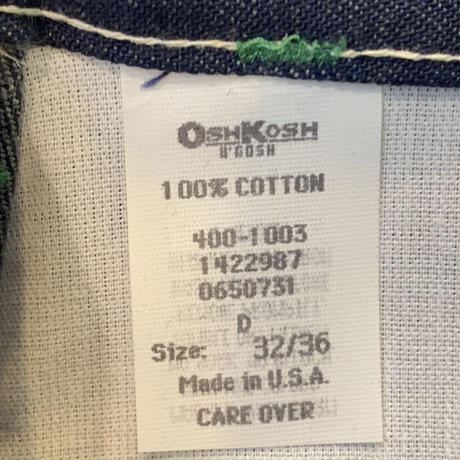 OSHKOSH
B'GOSH
100% COTTON
400-1003
1422987
0650731
D
Size: 32/36
Made in U.S.A.
CARE OVER